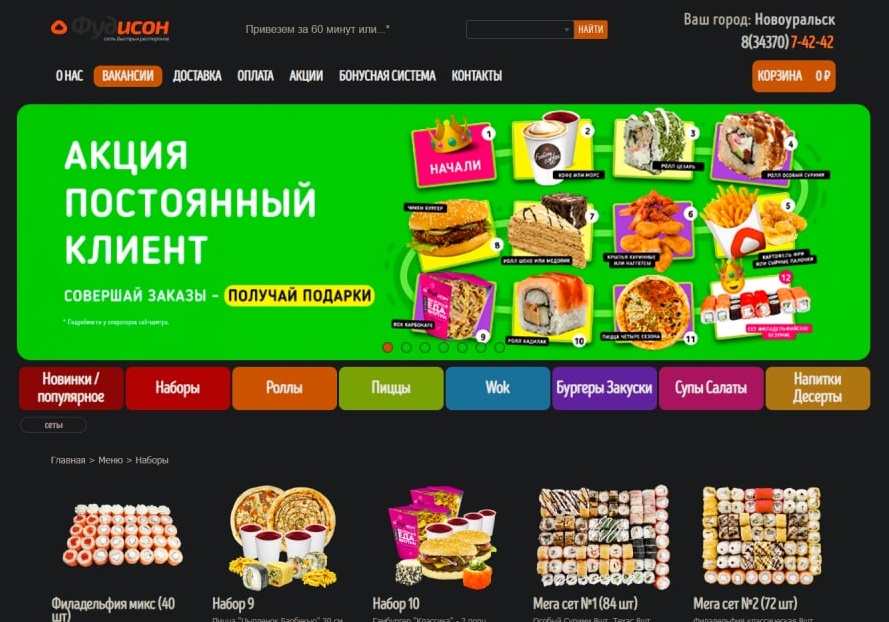 Фудисон
сеть быстрых ресторанов
Привезем за 60 минут или...*
НАЙТИ
Ваш город: Новоуральск
8(34370) 7-42-42
О НАС ВАКАНСИИ ДОСТАВКА ОПЛАТА АКЦИИ БОНУСНАЯ СИСТЕМА КОНТАКТЫ
КОРЗИНА 0 ₽
АКЦИЯ
ПОСТОЯННЫЙ
КЛИЕНТ
СОВЕРШАЙ ЗАКАЗЫ – ПОЛУЧАЙ ПОДАРКИ
* Подробности у оператора call-центра.
НАЧАЛИ
1
2
КОФЕ ИЛИ МОРС
3
РОЛЛ ЦЕЗАРЬ
4
РОЛЛ ОСОБЫЙ СУРИМИ
ЧИКЕН БУРГЕР
8
7
РОЛЛ ШОКО ИЛИ МЕДОВИК
6
КРЫЛЬЯ КУРИННЫЕ
ИЛИ НАГГЕТСЫ
5
КАРТОФЕЛЬ ФРИ
ИЛИ СЫРНЫЕ ПАЛОЧКИ
ВОК КАРБОНАРА
9
РОЛЛ КАДИЛАК
10
ПИЦЦА ЧЕТЫРЕ СЕЗОНА
11
12
СЕТ ФИЛАДЕЛЬФИЙСКОЕ
Новинки / популярное
Наборы
Роллы
Пиццы
Wok
Бургеры Закуски
Супы Салаты
Напитки Десерты
сеты
Главная > Меню > Наборы
Филадельфия микс (40
шт)
Набор 9
Пицца "Цыпленок Барбекю" 30 см
Набор 10
Гамбургер "Классика" - 2 порц
Мега сет №1 (84 шт)
Особый Сурими 8шт, Техас 8шт
Мега сет №2 (72 шт)
Филадельфия классическая 8шт